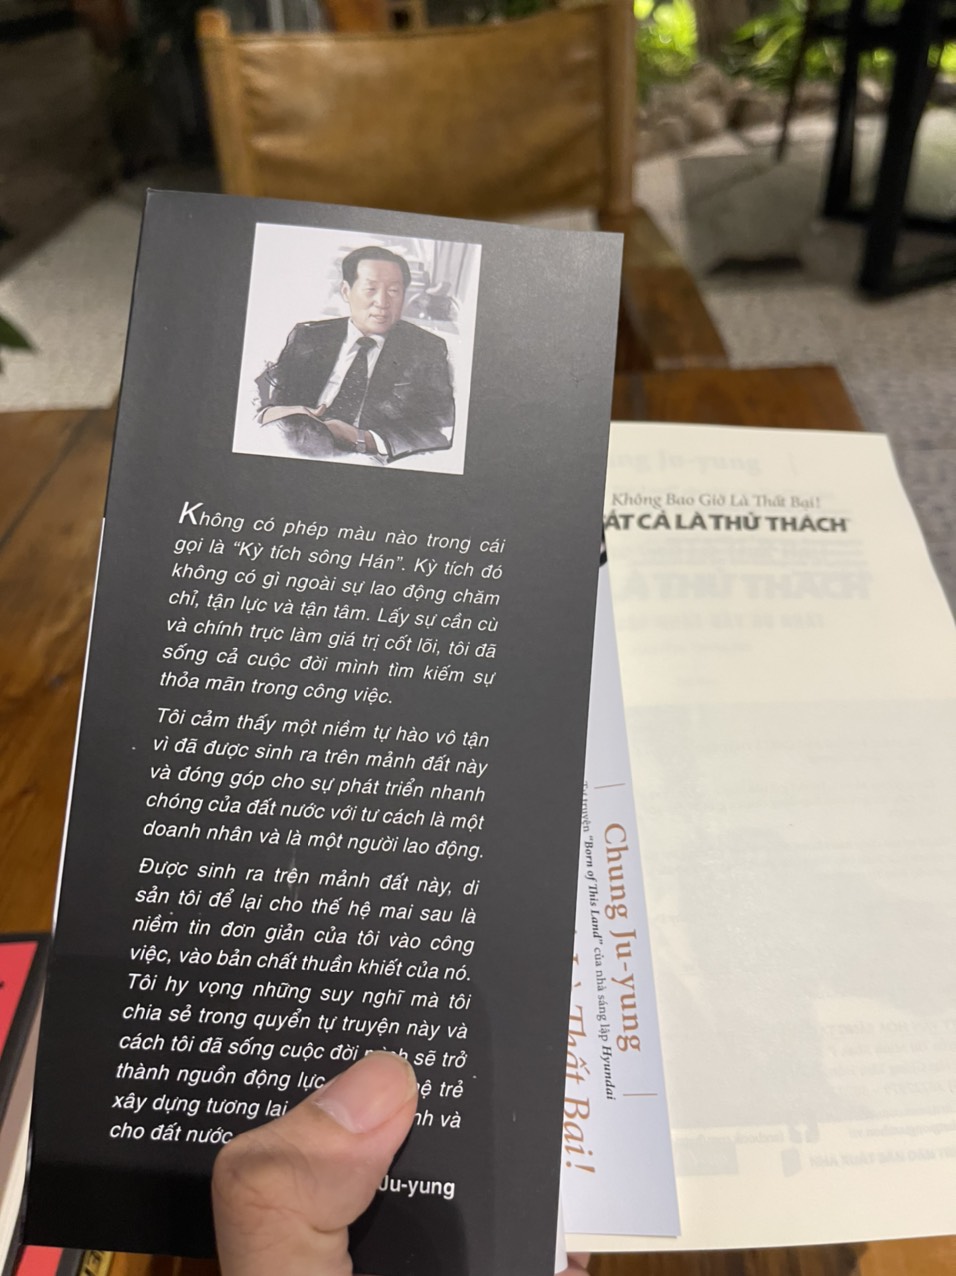 Không có phép màu nào trong cái
gọi là “Kỳ tích sông Hán”. Kỳ tích đó
không có gì ngoài sự lao động chăm
chỉ, tận lực và tận tâm. Lấy sự cần cù
và chính trực làm giá trị cốt lõi, tôi đã
sống cả cuộc đời mình tìm kiếm sự
thỏa mãn trong công việc.
Tôi cảm thấy một niềm tự hào vô tận
vì đã được sinh ra trên mảnh đất này
và đóng góp cho sự phát triển nhanh
chóng của đất nước với tư cách là một
doanh nhân và là một người lao động.
Được sinh ra trên mảnh đất này, di
sản tôi để lại cho thế hệ mai sau là
niềm tin đơn giản của tôi vào công
việc, vào bản chất thuần khiết của nó.
Tôi hy vọng những suy nghĩ mà tôi
chia sẻ trong quyển tự truyện này và
cách tôi đã sống cuộc đời sẽ trở
thành nguồn động lực trẻ
xây dựng tương lai và
cho đất nước
Ju-yung
Không Bao Giờ Là Thất Bại!
ẤT CẢ LÀ THỬ THÁCH
Chung Ju-yung
truyện "Born of This Land" của nhà sáng lập Hyundai
Là Thất Bại!